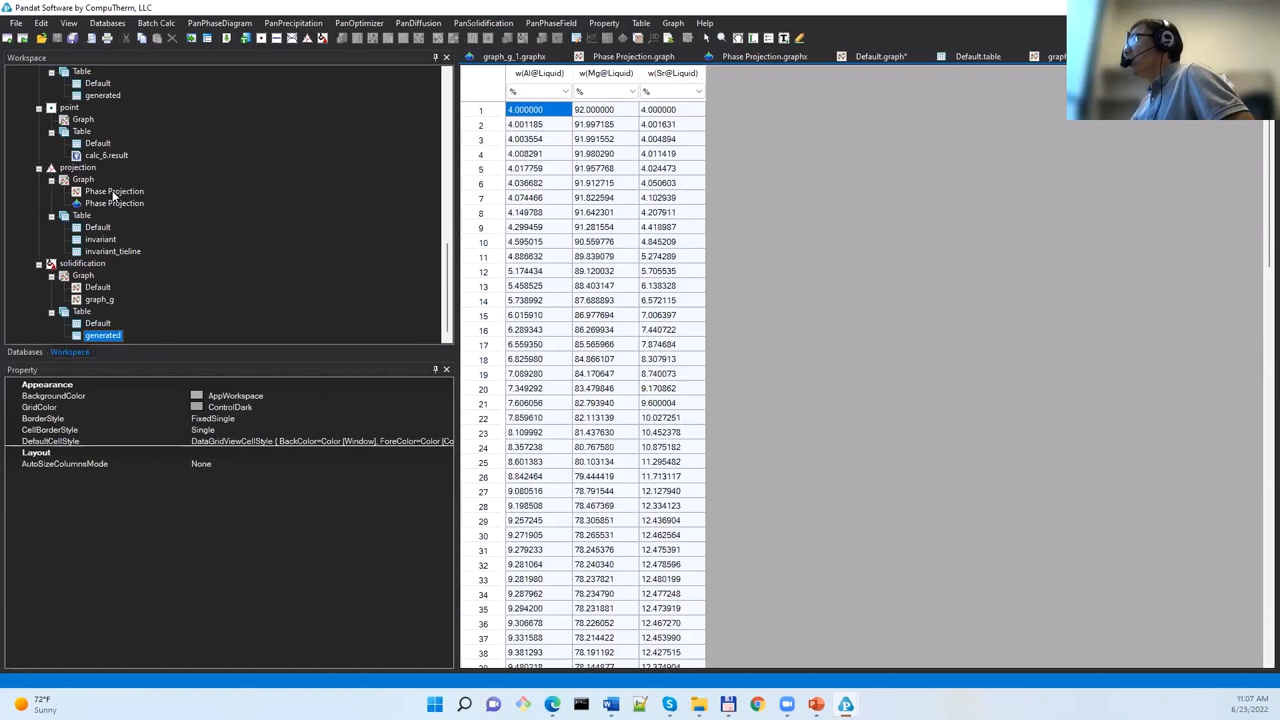 Pandat Software by CompuTherm, LLC
File Edit View Databases Batch Calc PanPhaseDiagram PanPrecipitation PanOptimizer PanDiffusion PanSolidification PanPhaseField Property Table Graph Help
Workspace
graph_g_1.graphx Phase Projection.graph Phase Projection.graphx Default.graph* Default.table
Table
Default
generated
point
Graph
Table
Default
calc_6.result
projection
Graph
Phase Projection
Phase Projection
Table
Default
invariant
invariant_tieline
solidification
Graph
Default
graph_g
Table
Default
generated
Databases Workspace
Property
Appearance
BackgroundColor AppWorkspace
GridColor ControlDark
BorderStyle FixedSingle
CellBorderStyle Single
DefaultCellStyle DataGridViewCellStyle { BackColor=Color [Window], ForeColor=Color [Co
Layout
AutoSizeColumnsMode None
w(Al@Liquid) w(Mg@Liquid) w(Sr@Liquid)
% % %
1 4.000000 92.000000 4.000000
2 4.001185 91.997185 4.001631
3 4.003554 91.991552 4.004894
4 4.008291 91.980290 4.011419
5 4.017759 91.957768 4.024473
6 4.036682 91.912715 4.050603
7 4.074466 91.822594 4.102939
8 4.149788 91.642301 4.207911
9 4.299459 91.281554 4.418987
10 4.595015 90.559776 4.845209
11 4.886632 89.839079 5.274289
12 5.174434 89.120032 5.705535
13 5.458525 88.403147 6.138328
14 5.738992 87.688893 6.572115
15 6.015910 86.977694 7.006397
16 6.289343 86.269934 7.440722
17 6.559350 85.565966 7.874684
18 6.825980 84.866107 8.307913
19 7.089280 84.170647 8.740073
20 7.349292 83.479846 9.170862
21 7.606056 82.793940 9.600004
22 7.859610 82.113139 10.027251
23 8.109992 81.437630 10.452378
24 8.357238 80.767580 10.875182
25 8.601383 80.103134 11.295482
26 8.842464 79.444419 11.713117
27 9.080516 78.791544 12.127940
28 9.198508 78.467369 12.334123
29 9.257245 78.305851 12.436904
30 9.271905 78.265531 12.462564
31 9.279233 78.245376 12.475391
32 9.281064 78.240340 12.478596
33 9.281980 78.237821 12.480199
34 9.287962 78.234790 12.477248
35 9.294200 78.231881 12.473919
36 9.306678 78.226052 12.467270
37 9.331588 78.214422 12.453990
38 9.381293 78.191192 12.427515
39 9.480218 78.144877 12.374904
72°F
Sunny
11:07 AM
6/23/2022